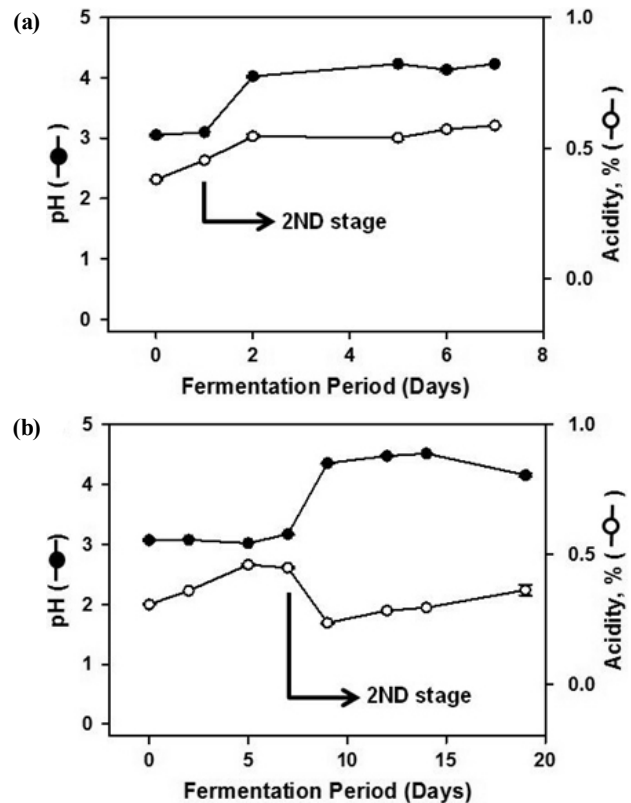 (a)
5
4
3
2
1
0
pH (—●—)
1.0
0.5
0.0
Acidity, % (—○—)
2ND stage
0 2 4 6 8
Fermentation Period (Days)
(b)
5
4
3
2
1
0
pH (—●—)
1.0
0.5
0.0
Acidity, % (—○—)
2ND stage
0 5 10 15 20
Fermentation Period (Days)